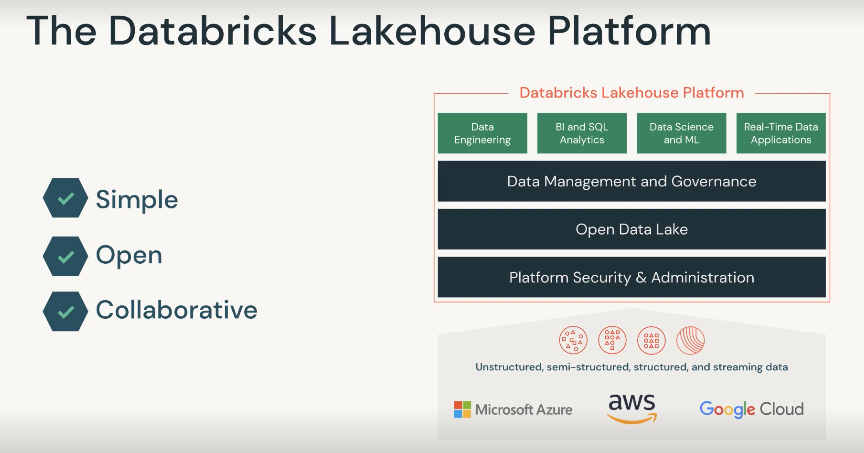 The Databricks Lakehouse Platform
Simple
Open
Collaborative
Databricks Lakehouse Platform
Data
Engineering
BI and SQL
Analytics
Data Science
and ML
Real-Time Data
Applications
Data Management and Governance
Open Data Lake
Platform Security & Administration
Unstructured, semi-structured, structured, and streaming data
Microsoft Azure
aws
Google Cloud